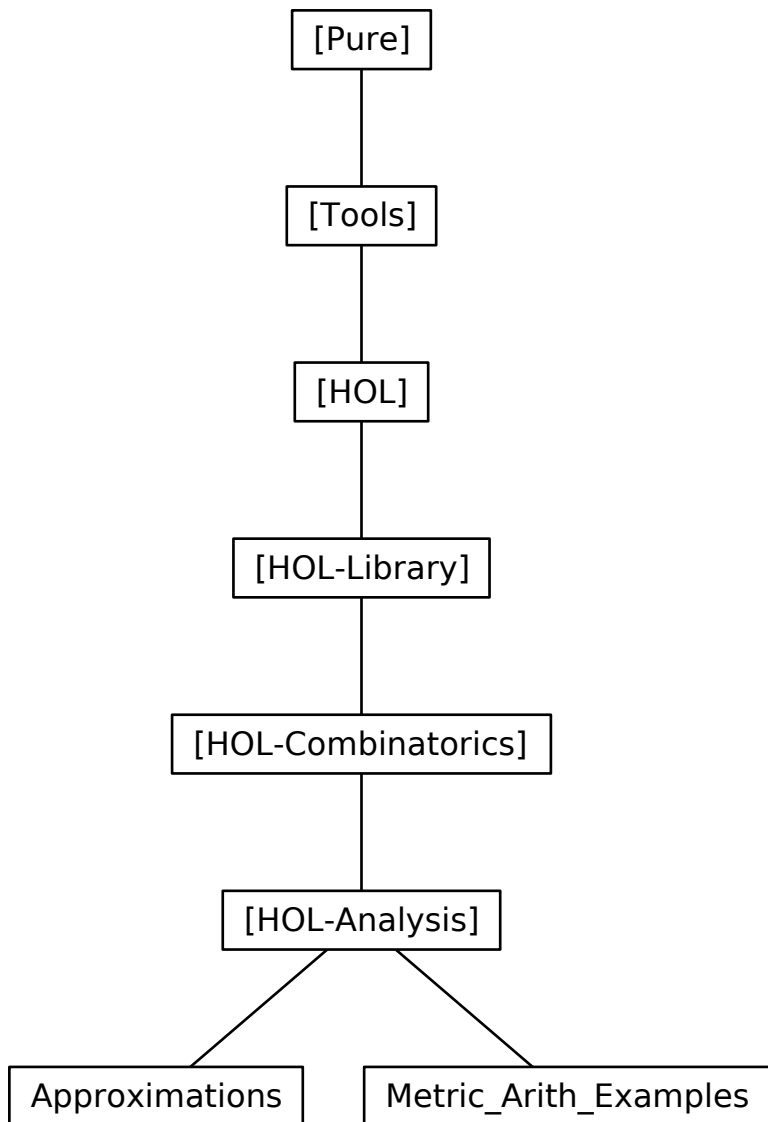 [Pure]
[Tools]
[HOL]
[HOL-Library]
[HOL-Combinatorics]
[HOL-Analysis]
Approximations
Metric_Arith_Examples